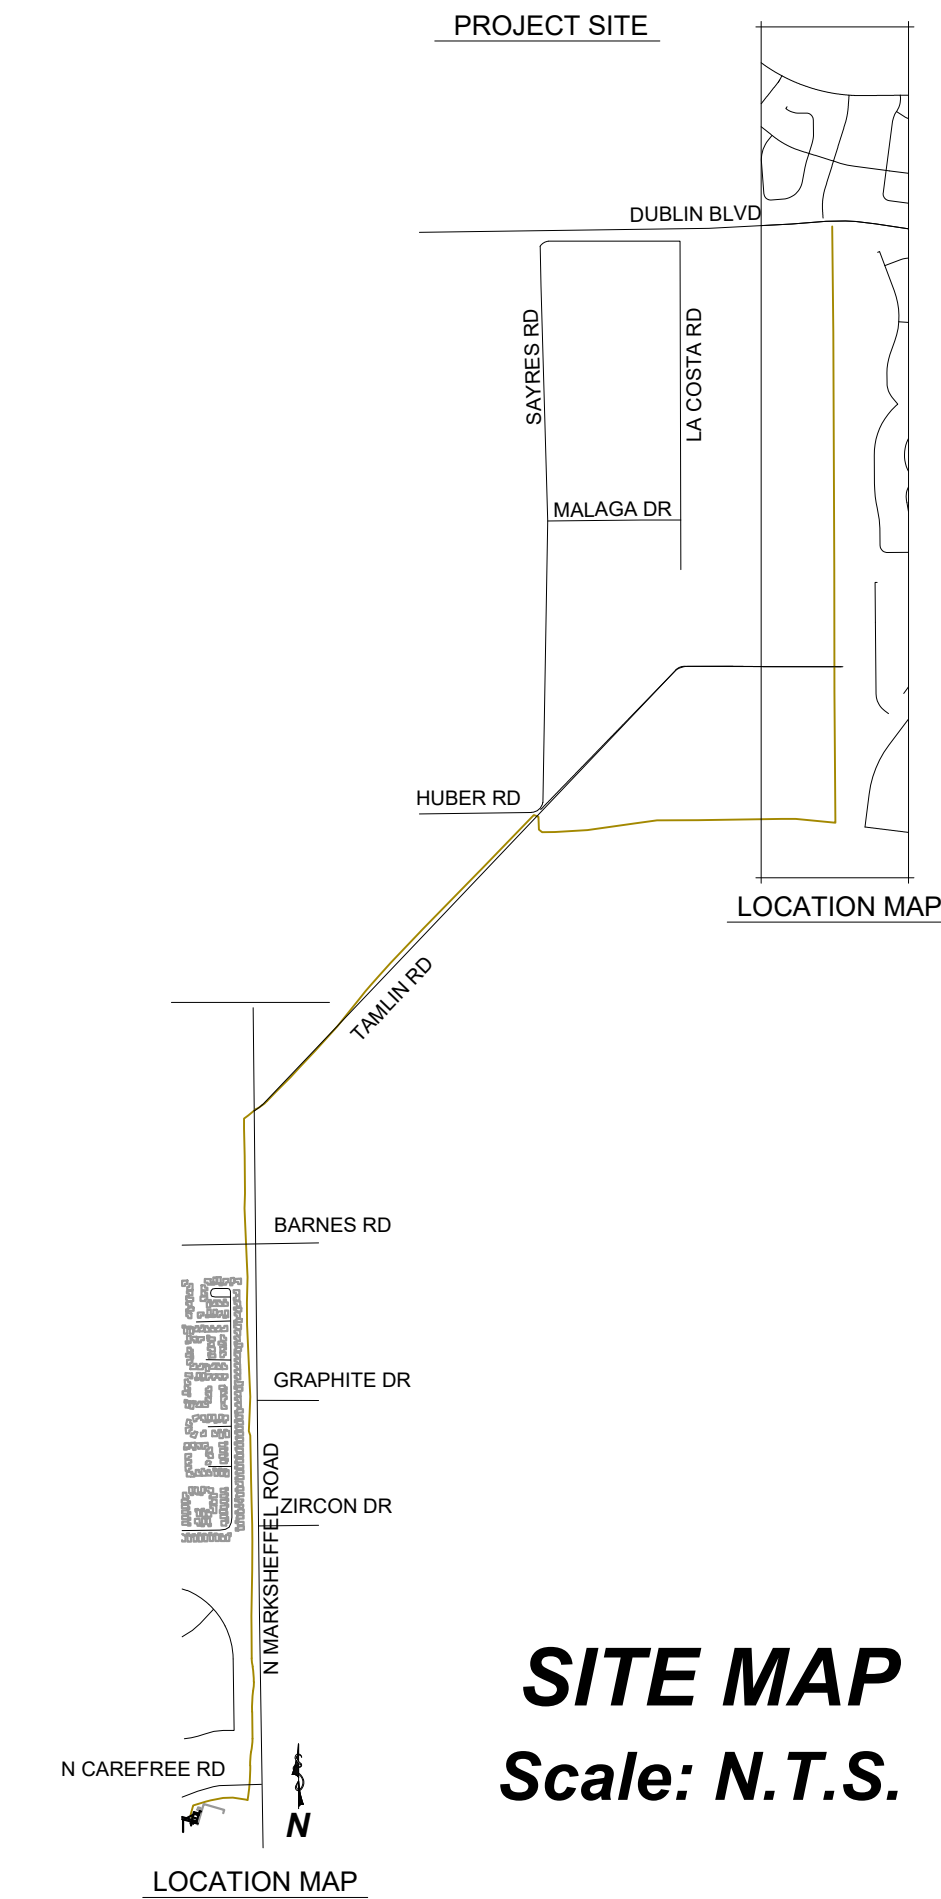 PROJECT SITE
DUBLIN BLVD
SAYRES RD
LA COSTA RD
MALAGA DR
HUBER RD
LOCATION MAP
TAMLIN RD
BARNES RD
GRAPHITE DR
N MARKSHEFFEL ROAD
ZIRCON DR
SITE MAP
Scale: N.T.S.
N CAREFREE RD
N
LOCATION MAP